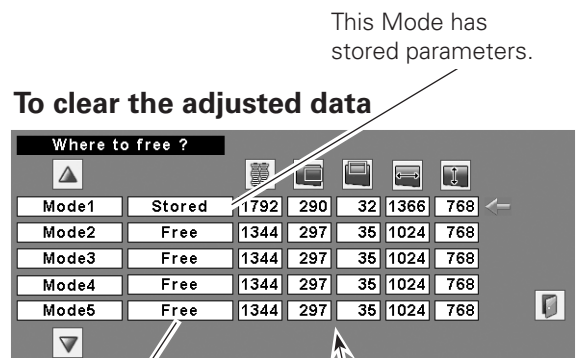 This Mode has
stored parameters.
To clear the adjusted data
Where to free ?
Mode1 Stored 1792 290 32 1366 768
Mode2 Free 1344 297 35 1024 768
Mode3 Free 1344 297 35 1024 768
Mode4 Free 1344 297 35 1024 768
Mode5 Free 1344 297 35 1024 768